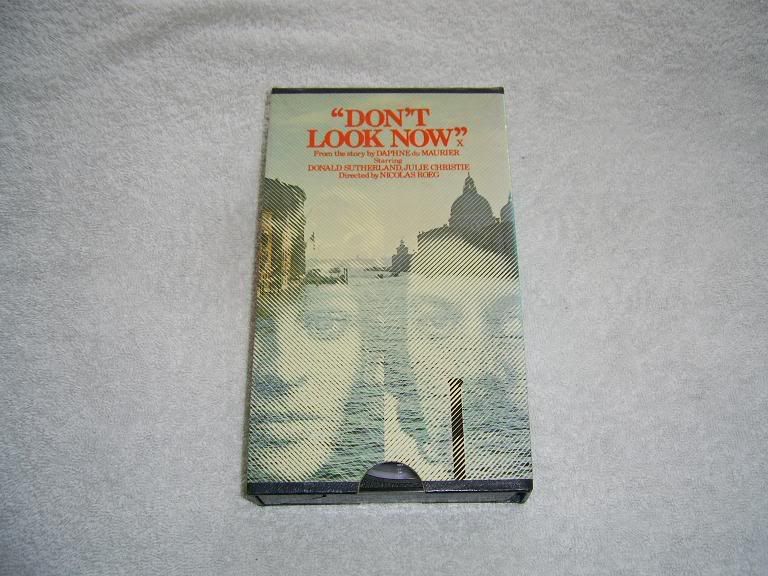 “DON'T
LOOK NOW” X
From the story by DAPHNE du MAURIER
Starring
DONALD SUTHERLAND, JULIE CHRISTIE
Directed by NICOLAS ROEG